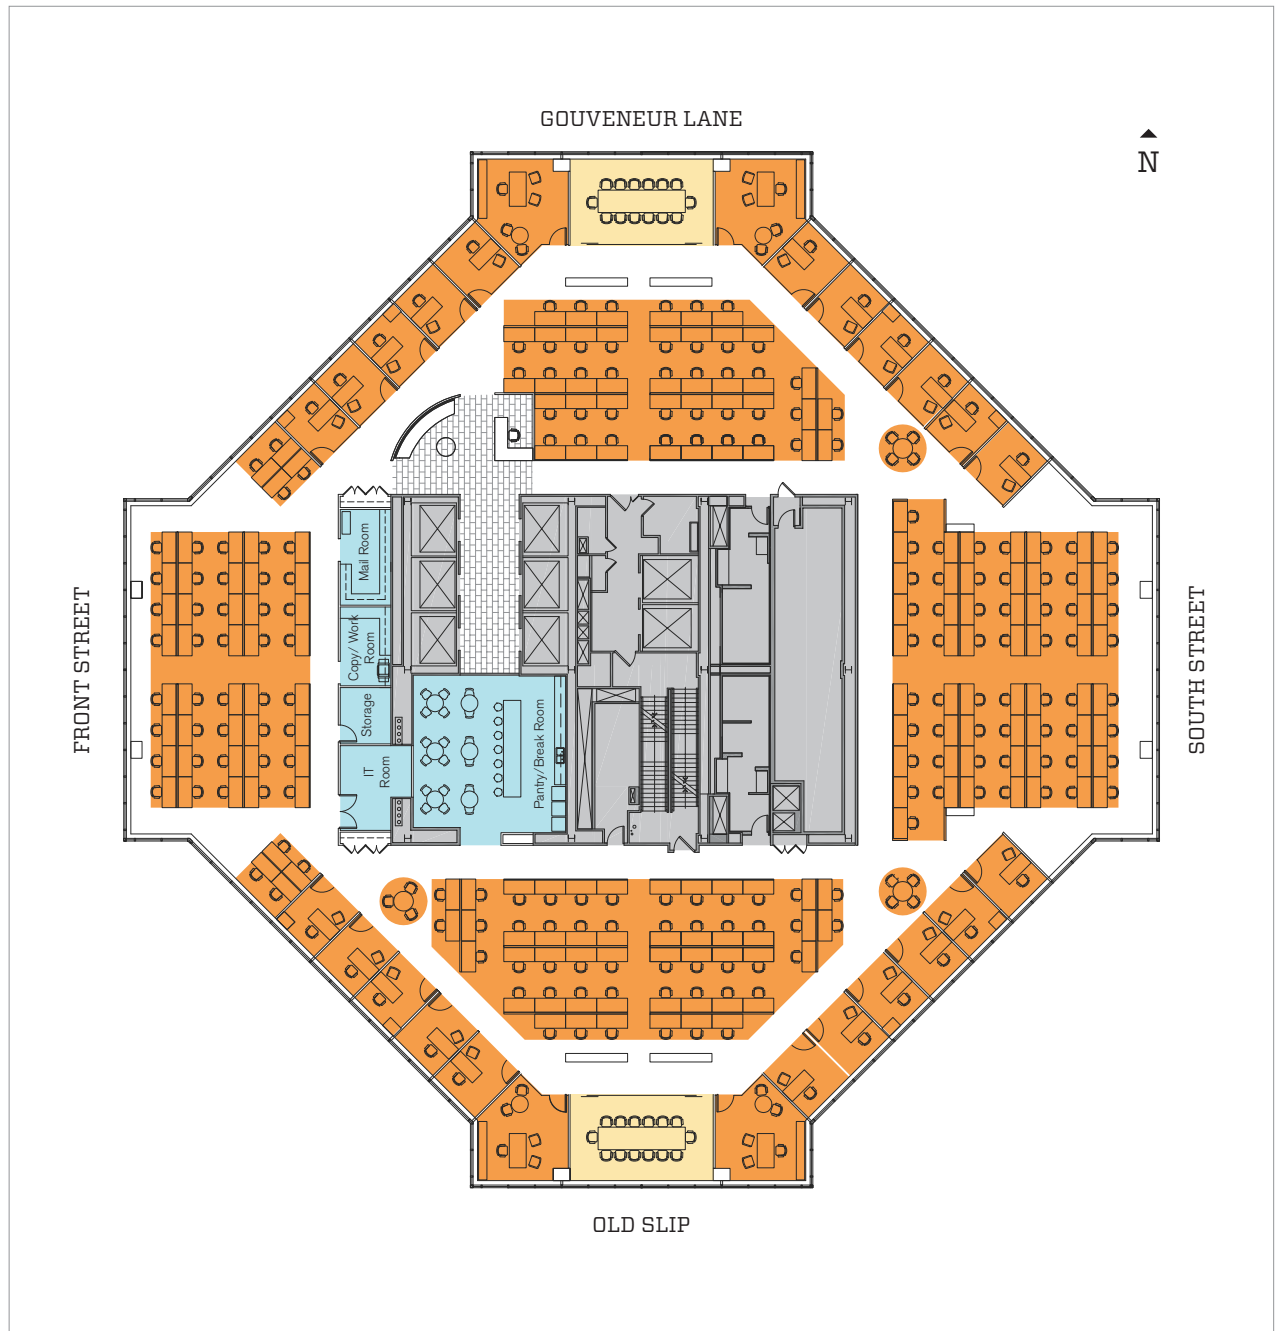 GOUVENEUR LANE
N
FRONT STREET
Mail Room
Copy/ Work
Room
Storage
IT
Room
Pantry/Break Room
SOUTH STREET
OLD SLIP